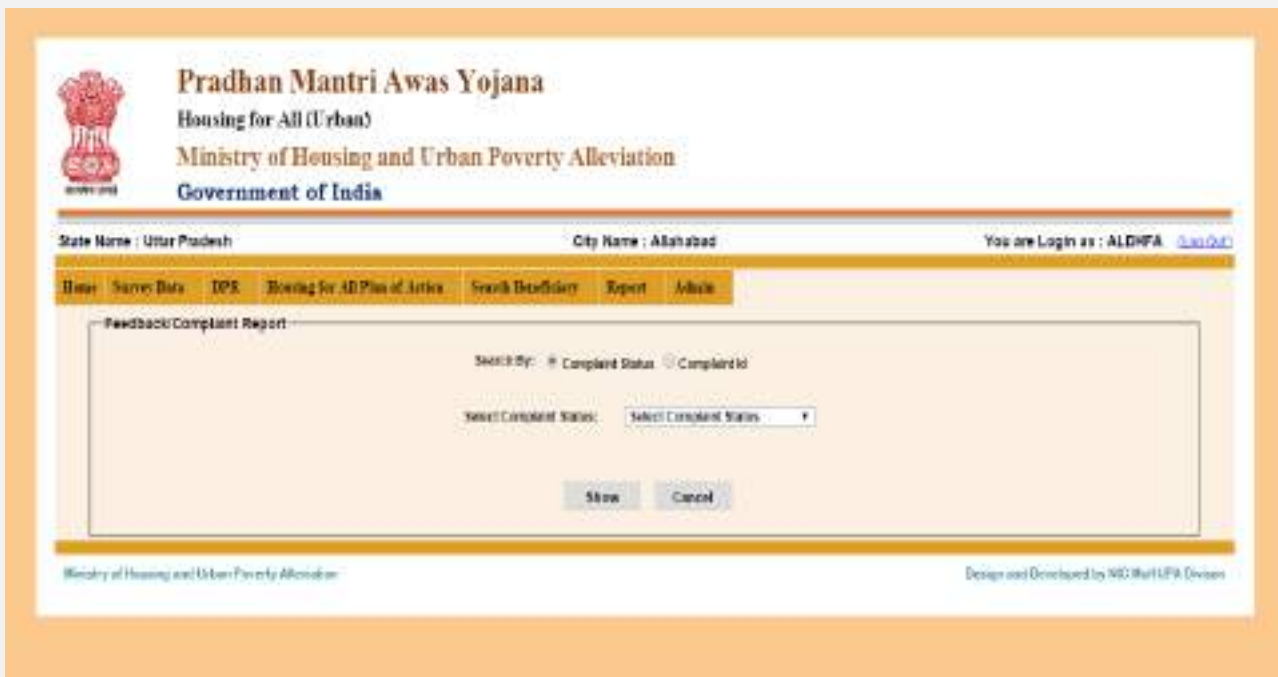 Pradhan Mantri Awas Yojana
Housing for All (Urban)
Ministry of Housing and Urban Poverty Alleviation
Government of India
State Name : Uttar Pradesh City Name : Allahabad You are Login as : ALDHFA (Log Out)
Home Survey Data DPR Housing for All Plan of Action Search Beneficiary Report Admin
Feedback/Complaint Report
Search By: Complaint Status Complaint Id
Select Complaint Status: Select Complaint Status
Show Cancel
Ministry of Housing and Urban Poverty Alleviation Design and Developed by NIC Division